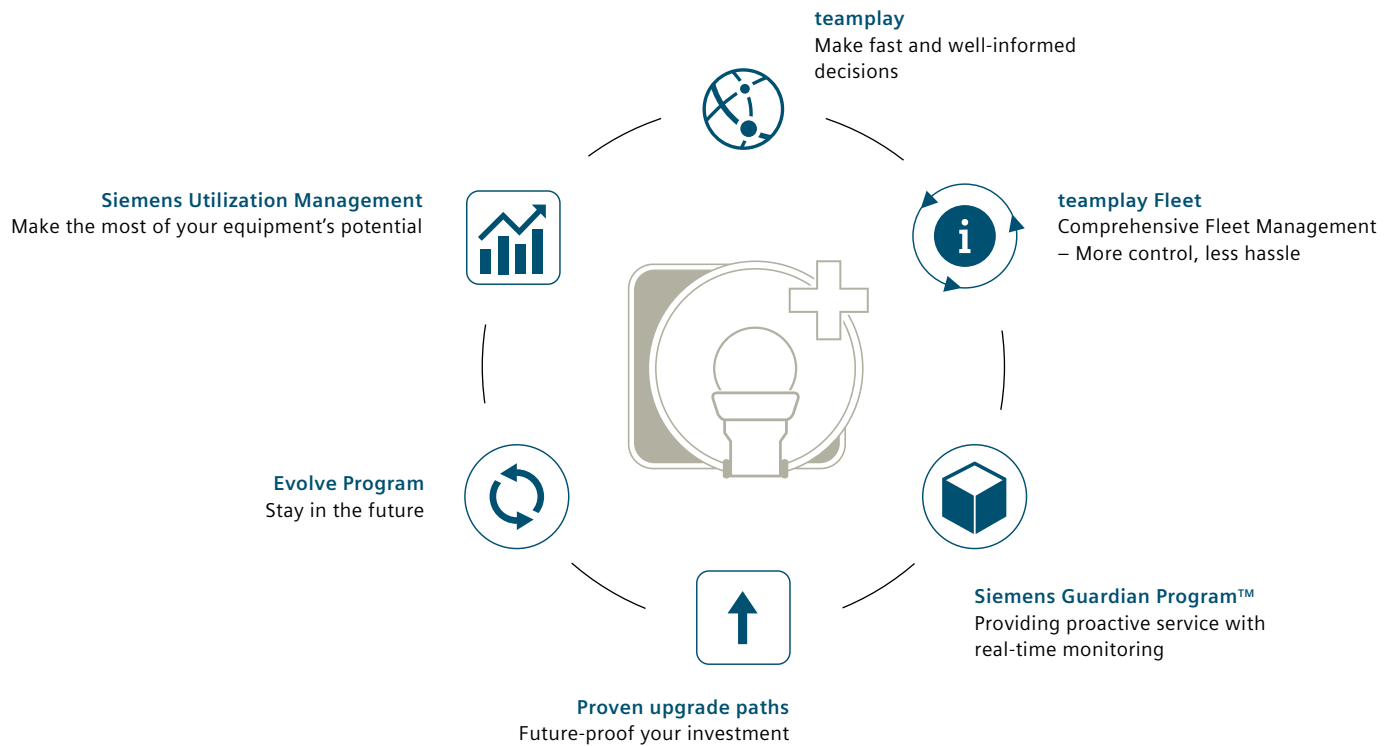 teamplay
Make fast and well-informed
decisions
Siemens Utilization Management
Make the most of your equipment’s potential
teamplay Fleet
Comprehensive Fleet Management
– More control, less hassle
i
Evolve Program
Stay in the future
Siemens Guardian Program™
Providing proactive service with
real-time monitoring
Proven upgrade paths
Future-proof your investment